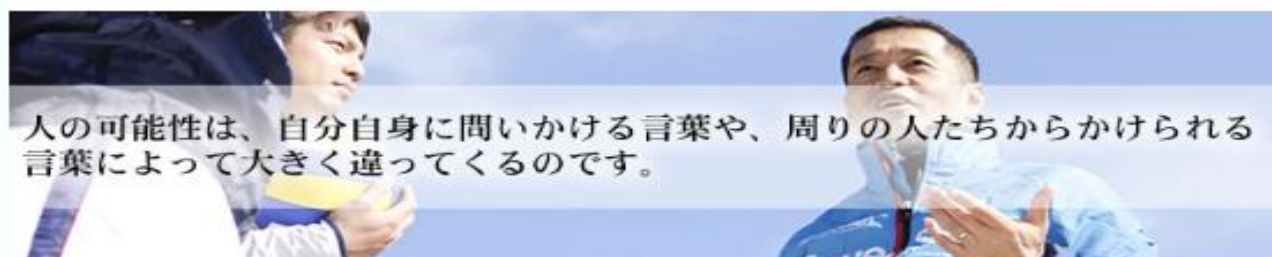 人の可能性は、自分自身に問いかける言葉や、周りの人たちからかけられる
言葉によって大きく違ってくるのです。